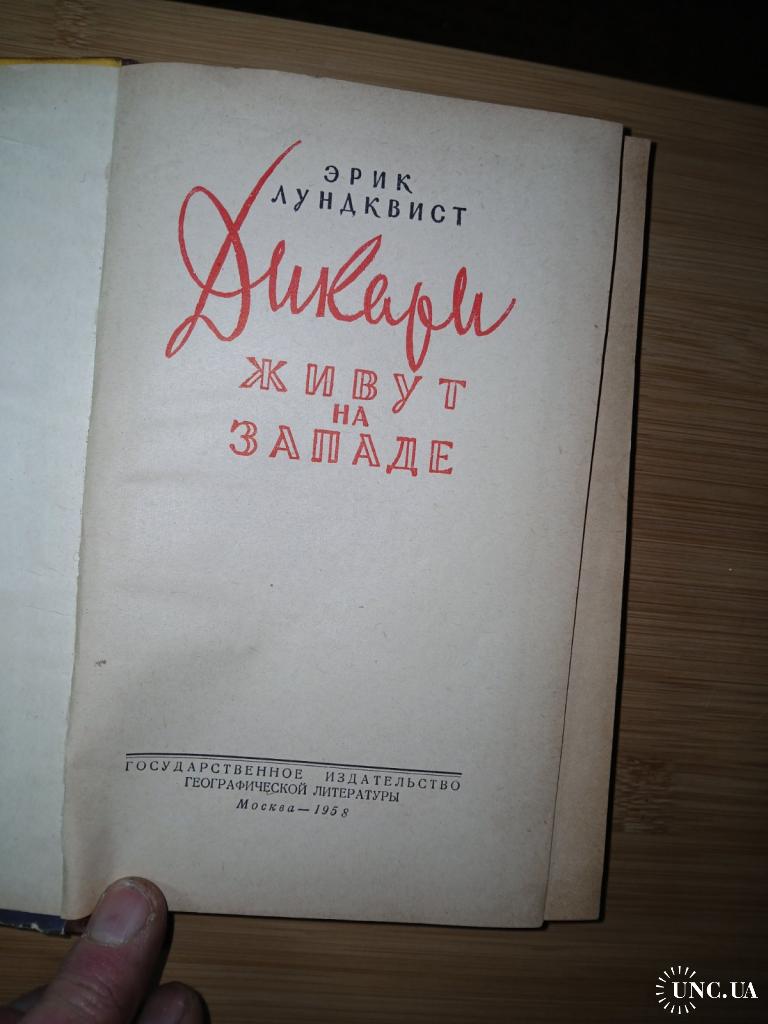 ЭРИК
ЛУНДКВИСТ
Дикари
ЖИВУТ
НА
ЗАПАДЕ
ГОСУДАРСТВЕННОЕ ИЗДАТЕЛЬСТВО
ГЕОГРАФИЧЕСКОЙ ЛИТЕРАТУРЫ
Москва — 1958
UNC.UA